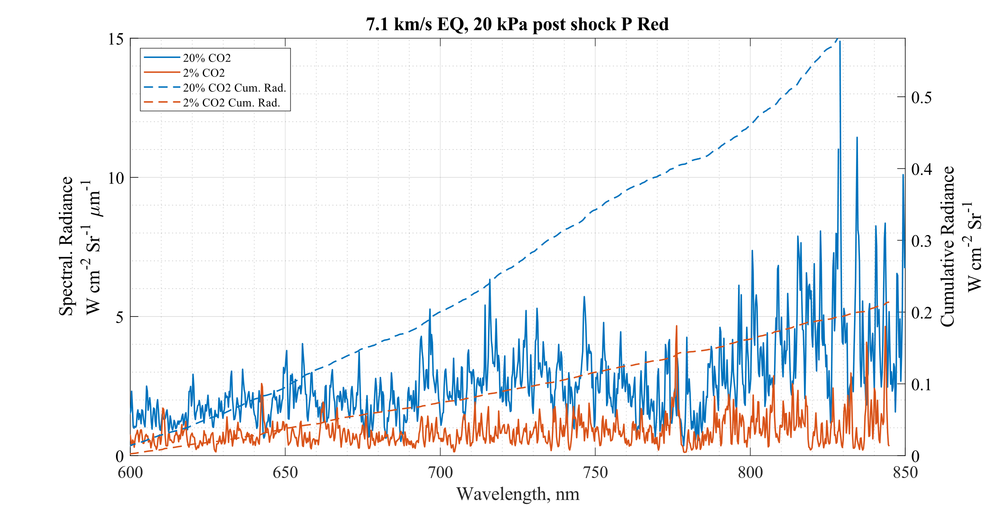 7.1 km/s EQ, 20 kPa post shock P Red
20% CO2
2% CO2
20% CO2 Cum. Rad.
2% CO2 Cum. Rad.
15
10
5
0
Spectral. Radiance
W cm⁻² Sr⁻¹ μm⁻¹
0.5
0.4
0.3
0.2
0.1
0
Cumulative Radiance
W cm⁻² Sr⁻¹
600 650 700 750 800 850
Wavelength, nm